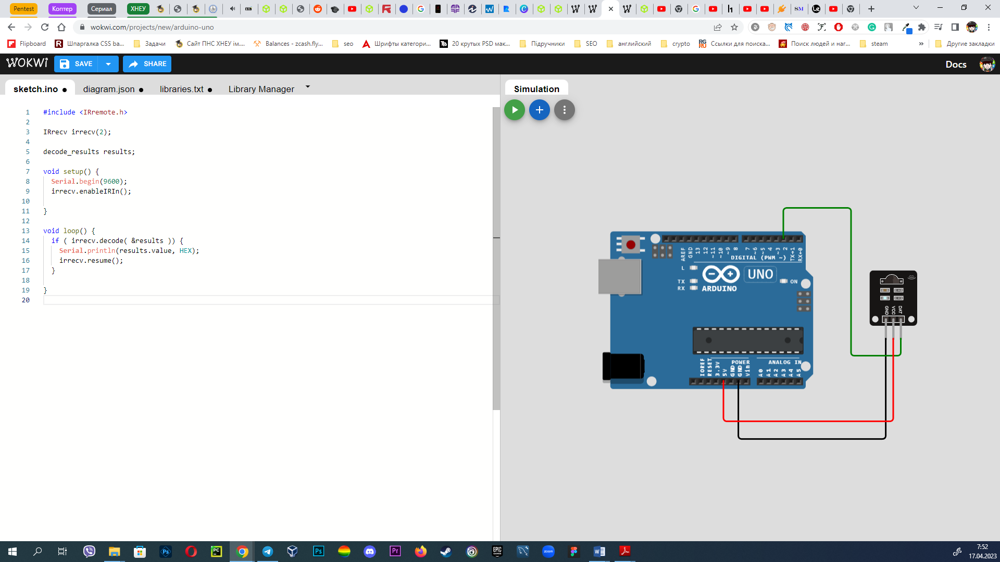 Pentest Коптер Сериал ХНЕУ
wokwi.com/projects/new/arduino-uno
Flipboard Шпаргалка CSS ba... Задачи Сайт ПНС ХНЕУ ім.... Balances - zcash.fly... seo Шрифты категори... 20 крутых PSD мак... Підручники SEO английский crypto Ссылки для поиска... Поиск людей и наг... steam » Другие закладки
WOKWi SAVE SHARE Docs
sketch.ino diagram.json libraries.txt Library Manager
Simulation
1 #include <IRremote.h>
2
3 IRrecv irrecv(2);
4
5 decode_results results;
6
7 void setup() {
8 Serial.begin(9600);
9 irrecv.enableIRIn();
10
11 }
12
13 void loop() {
14 if ( irrecv.decode( &results )) {
15 Serial.println(results.value, HEX);
16 irrecv.resume();
17 }
18
19 }
20
AREF GND 13 12 ~11 ~10 ~9 8 7 ~6 ~5 4 ~3 2 TX→1 RX←0
DIGITAL (PWM ~)
L
TX
RX
ARDUINO
UNO
ON
GND VCC DAT
POWER
ANALOG IN
IOREF RESET 3.3V 5V GND GND Vin A0 A1 A2 A3 A4 A5
7:52
17.04.2023